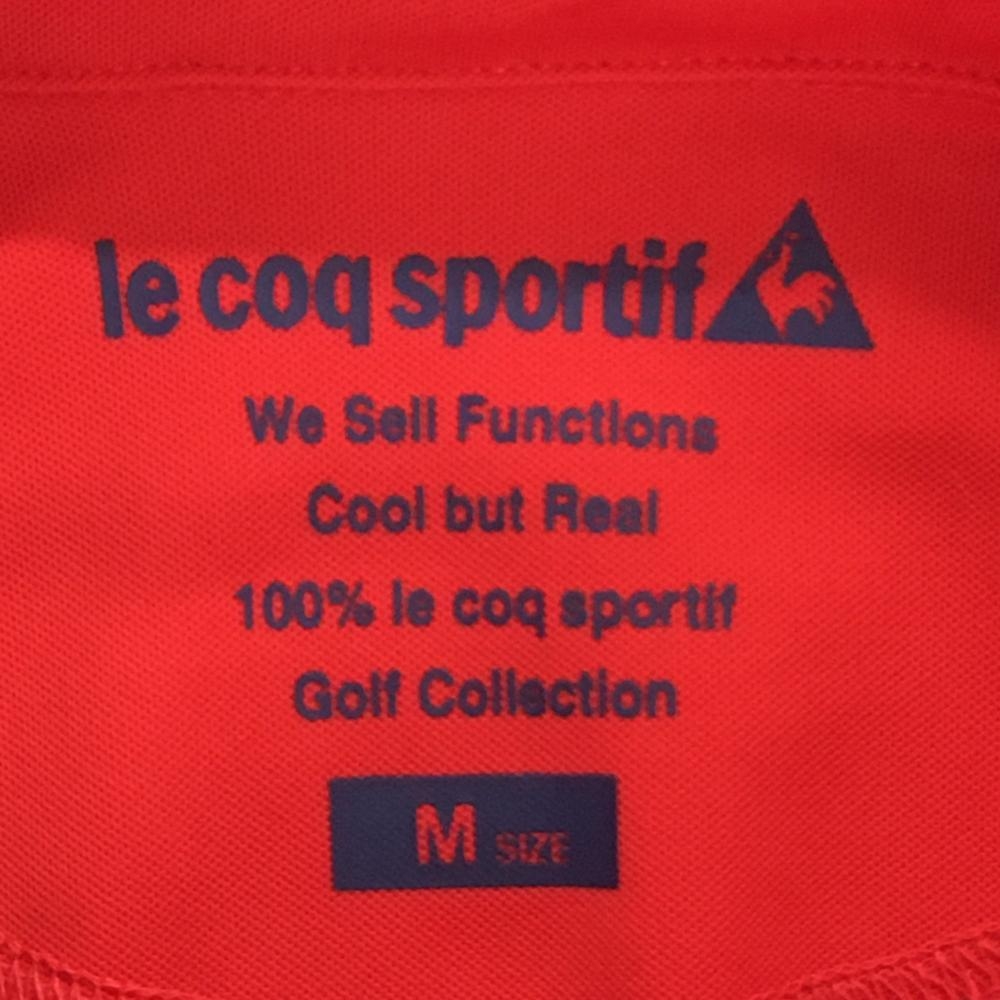 le coq sportif
We Sell Functions
Cool but Real
100% le coq sportif
Golf Collection
M SIZE